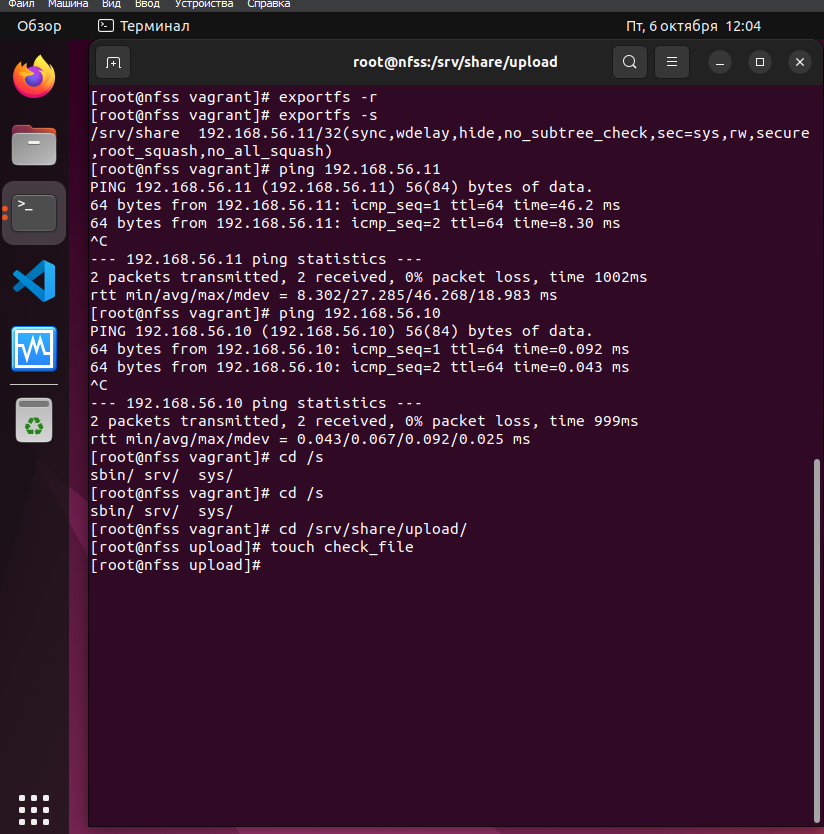 Файл Машина Вид Ввод Устройства Справка
Обзор Терминал Пт, 6 октября 12:04
root@nfss:/srv/share/upload
[root@nfss vagrant]# exportfs -r
[root@nfss vagrant]# exportfs -s
/srv/share  192.168.56.11/32(sync,wdelay,hide,no_subtree_check,sec=sys,rw,secure
,root_squash,no_all_squash)
[root@nfss vagrant]# ping 192.168.56.11
PING 192.168.56.11 (192.168.56.11) 56(84) bytes of data.
64 bytes from 192.168.56.11: icmp_seq=1 ttl=64 time=46.2 ms
64 bytes from 192.168.56.11: icmp_seq=2 ttl=64 time=8.30 ms
^C
--- 192.168.56.11 ping statistics ---
2 packets transmitted, 2 received, 0% packet loss, time 1002ms
rtt min/avg/max/mdev = 8.302/27.285/46.268/18.983 ms
[root@nfss vagrant]# ping 192.168.56.10
PING 192.168.56.10 (192.168.56.10) 56(84) bytes of data.
64 bytes from 192.168.56.10: icmp_seq=1 ttl=64 time=0.092 ms
64 bytes from 192.168.56.10: icmp_seq=2 ttl=64 time=0.043 ms
^C
--- 192.168.56.10 ping statistics ---
2 packets transmitted, 2 received, 0% packet loss, time 999ms
rtt min/avg/max/mdev = 0.043/0.067/0.092/0.025 ms
[root@nfss vagrant]# cd /s
sbin/ srv/  sys/
[root@nfss vagrant]# cd /s
sbin/ srv/  sys/
[root@nfss vagrant]# cd /srv/share/upload/
[root@nfss upload]# touch check_file
[root@nfss upload]#